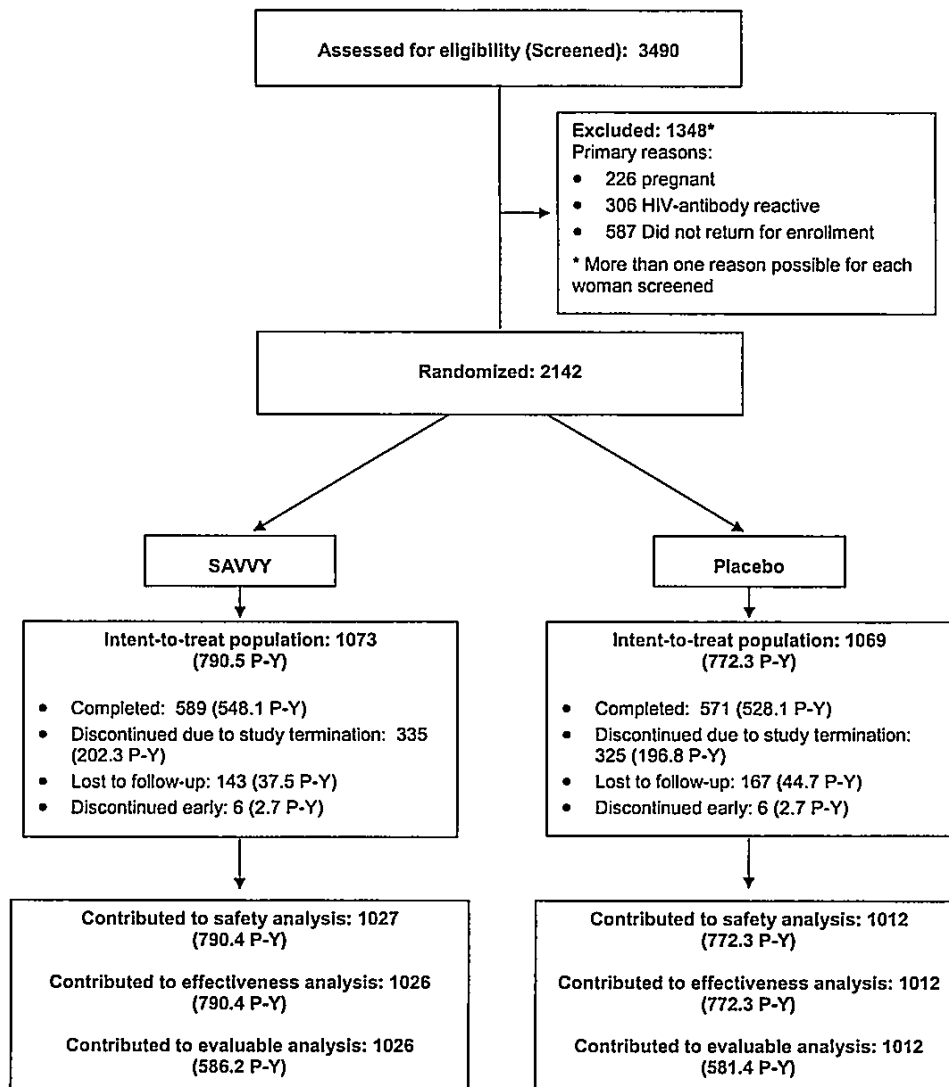 Assessed for eligibility (Screened): 3490
Excluded: 1348*
Primary reasons:
• 226 pregnant
• 306 HIV-antibody reactive
• 587 Did not return for enrollment
* More than one reason possible for each
woman screened
Randomized: 2142
SAVVY
Intent-to-treat population: 1073
(790.5 P-Y)
• Completed: 589 (548.1 P-Y)
• Discontinued due to study termination: 335
(202.3 P-Y)
• Lost to follow-up: 143 (37.5 P-Y)
• Discontinued early: 6 (2.7 P-Y)
Contributed to safety analysis: 1027
(790.4 P-Y)
Contributed to effectiveness analysis: 1026
(790.4 P-Y)
Contributed to evaluable analysis: 1026
(586.2 P-Y)
Placebo
Intent-to-treat population: 1069
(772.3 P-Y)
• Completed: 571 (528.1 P-Y)
• Discontinued due to study termination:
325 (196.8 P-Y)
• Lost to follow-up: 167 (44.7 P-Y)
• Discontinued early: 6 (2.7 P-Y)
Contributed to safety analysis: 1012
(772.3 P-Y)
Contributed to effectiveness analysis: 1012
(772.3 P-Y)
Contributed to evaluable analysis: 1012
(581.4 P-Y)